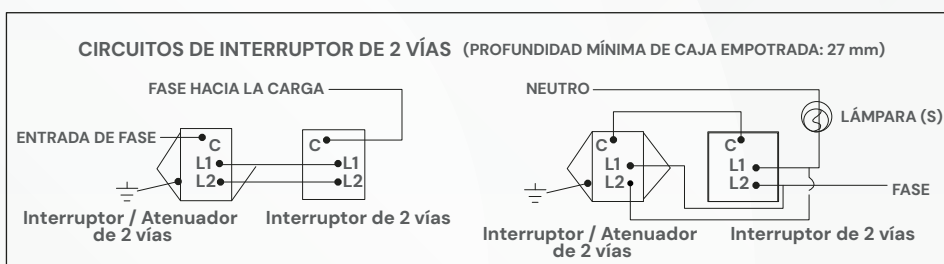 CIRCUITOS DE INTERRUPTOR DE 2 VÍAS (PROFUNDIDAD MÍNIMA DE CAJA EMPOTRADA: 27 mm)
FASE HACIA LA CARGA
ENTRADA DE FASE
C
L1
L2
C
L1
L2
Interruptor / Atenuador
de 2 vías
Interruptor de 2 vías
NEUTRO
LÁMPARA (S)
C
L1
L2
C
L1
L2
FASE
Interruptor / Atenuador
de 2 vías
Interruptor de 2 vías